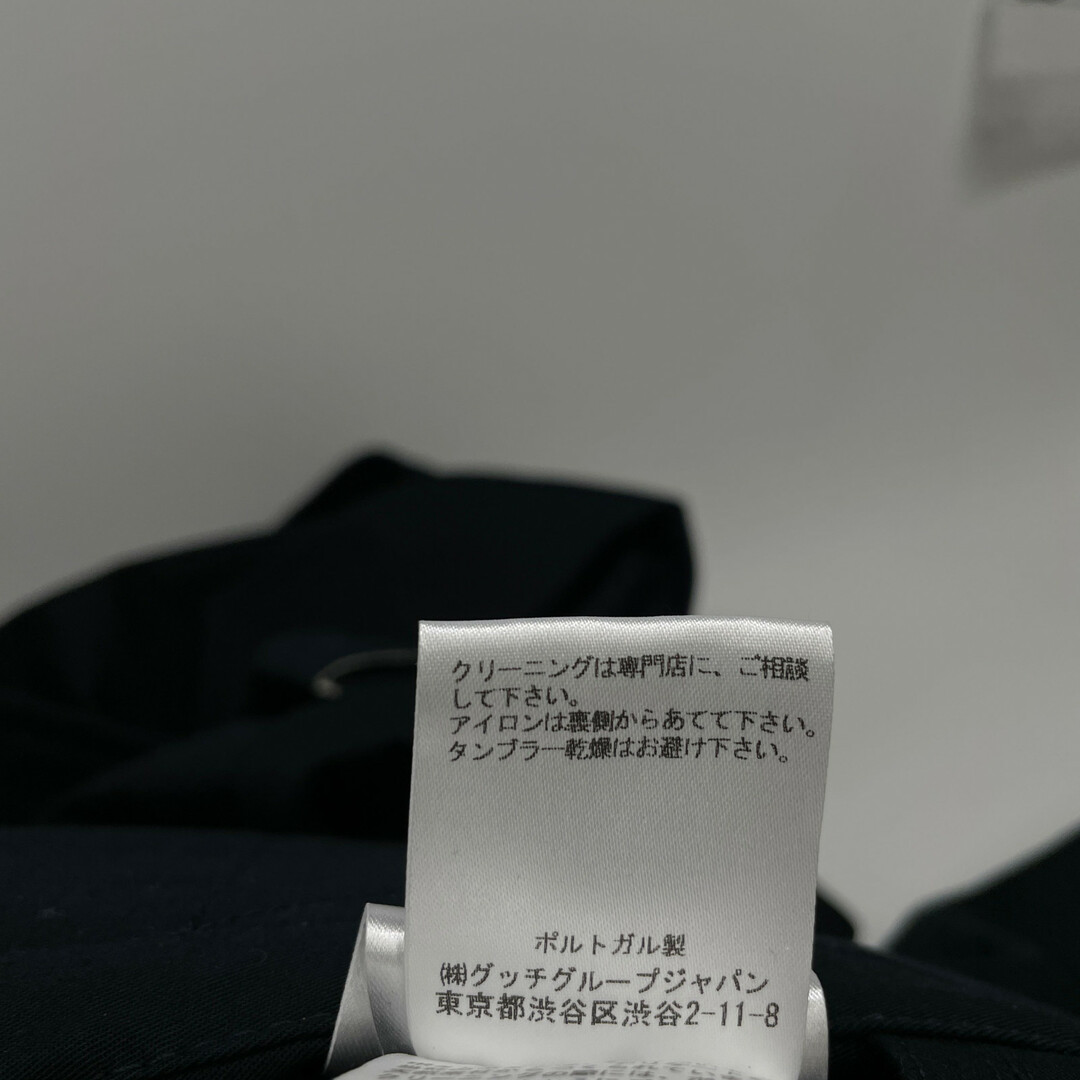 クリーニングは専門店に、ご相談
して下さい。
アイロンは裏側からあてて下さい。
タンブラー乾燥はお避け下さい。
ポルトガル製
㈱グッチグループジャパン
東京都渋谷区渋谷2-11-8